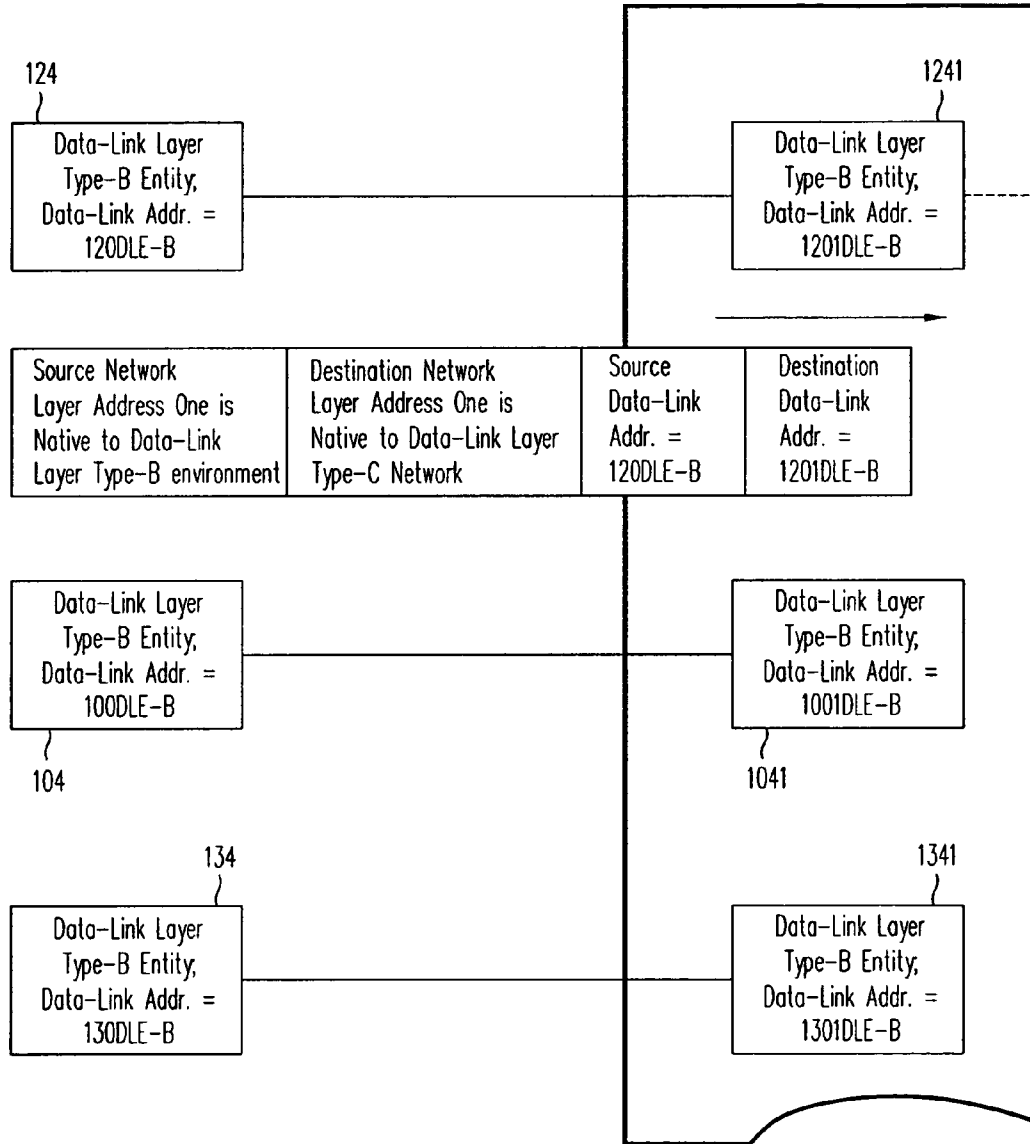 124
Data-Link Layer
Type-B Entity;
Data-Link Addr. =
120DLE-B
1241
Data-Link Layer
Type-B Entity;
Data-Link Addr. =
1201DLE-B
Source Network
Layer Address One is
Native to Data-Link
Layer Type-B environment
Destination Network
Layer Address One is
Native to Data-Link Layer
Type-C Network
Source
Data-Link
Addr. =
120DLE-B
Destination
Data-Link
Addr. =
1201DLE-B
Data-Link Layer
Type-B Entity;
Data-Link Addr. =
100DLE-B
104
Data-Link Layer
Type-B Entity;
Data-Link Addr. =
1001DLE-B
1041
134
Data-Link Layer
Type-B Entity;
Data-Link Addr. =
130DLE-B
1341
Data-Link Layer
Type-B Entity;
Data-Link Addr. =
1301DLE-B